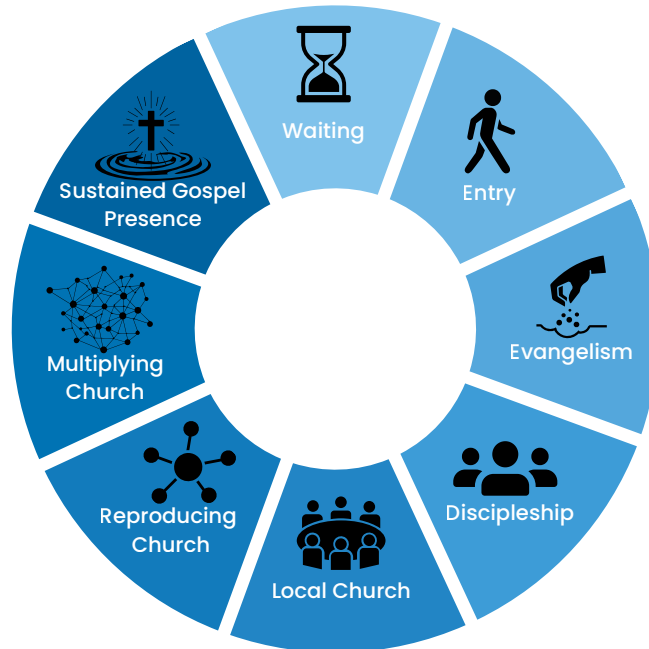 Waiting
Entry
Evangelism
Discipleship
Local Church
Reproducing
Church
Multiplying
Church
Sustained Gospel
Presence